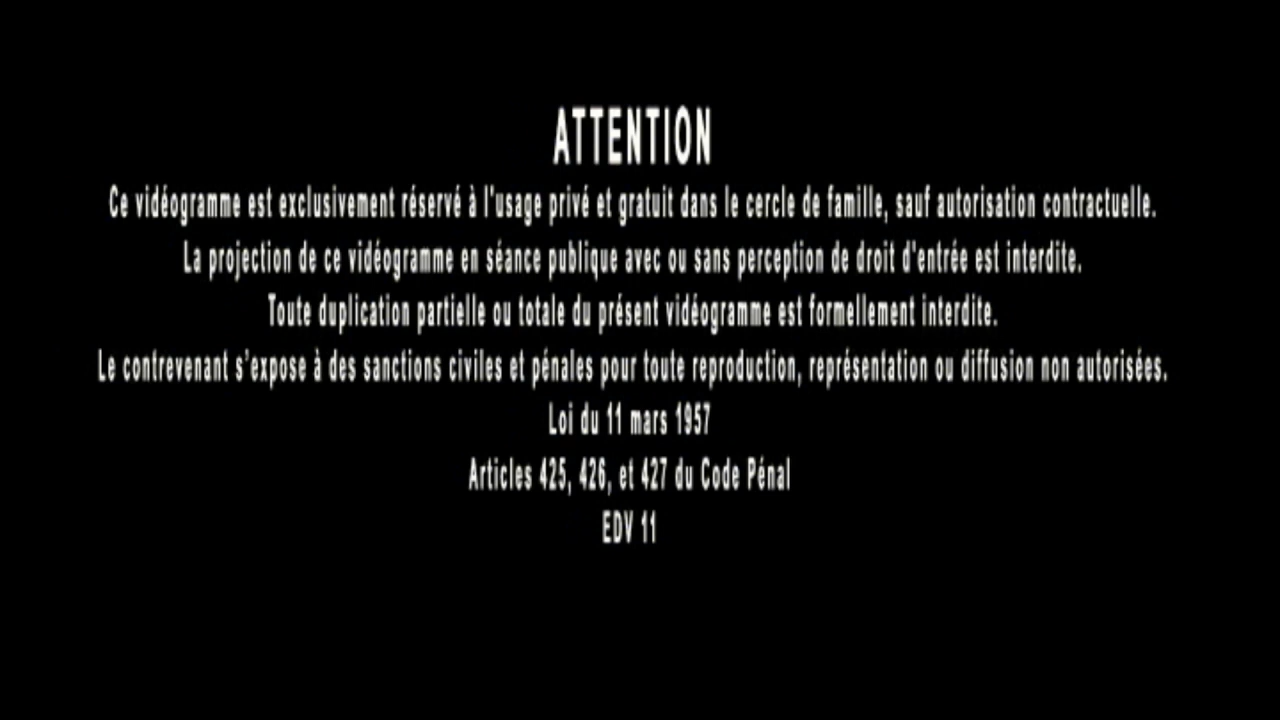 ATTENTION
Ce vidéogramme est exclusivement réservé à l'usage privé et gratuit dans le cercle de famille, sauf autorisation contractuelle.
La projection de ce vidéogramme en séance publique avec ou sans perception de droit d'entrée est interdite.
Toute duplication partielle ou totale du présent vidéogramme est formellement interdite.
Le contrevenant s'expose à des sanctions civiles et pénales pour toute reproduction, représentation ou diffusion non autorisées.
Loi du 11 mars 1957
Articles 425, 426, et 427 du Code Pénal
EDV 11